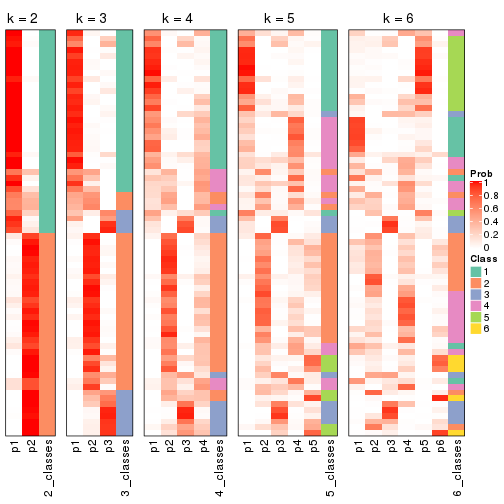 k = 2
k = 3
k = 4
k = 5
k = 6
p1
p2
2_classes
p1
p2
p3
3_classes
p1
p2
p3
p4
4_classes
p1
p2
p3
p4
p5
5_classes
p1
p2
p3
p4
p5
p6
6_classes
Prob
1
0.8
0.6
0.4
0.2
0
Class
1
2
3
4
5
6